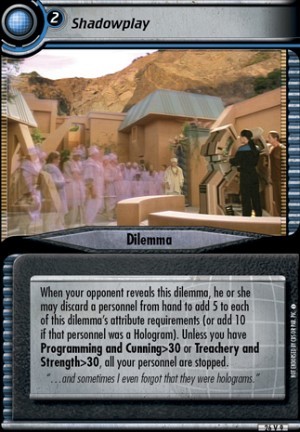 2
Shadowplay
Dilemma
When your opponent reveals this dilemma, he or she
may discard a personnel from hand to add 5 to each
of this dilemma's attribute requirements (or add 10
if that personnel was a Hologram). Unless you have
Programming and Cunning>30 or Treachery and
Strength>30, all your personnel are stopped.
"…and sometimes I even forgot that they were holograms."
24 V 8